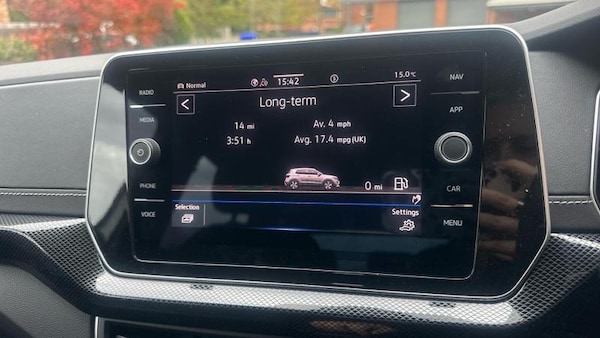 RADIO
MEDIA
PHONE
VOICE
Normal
15:42
15.0°C
< Long-term >
14 mi Av. 4 mph
3:51 h Avg. 17.4 mpg (UK)
0 mi
Selection
Settings
NAV
APP
CAR
MENU